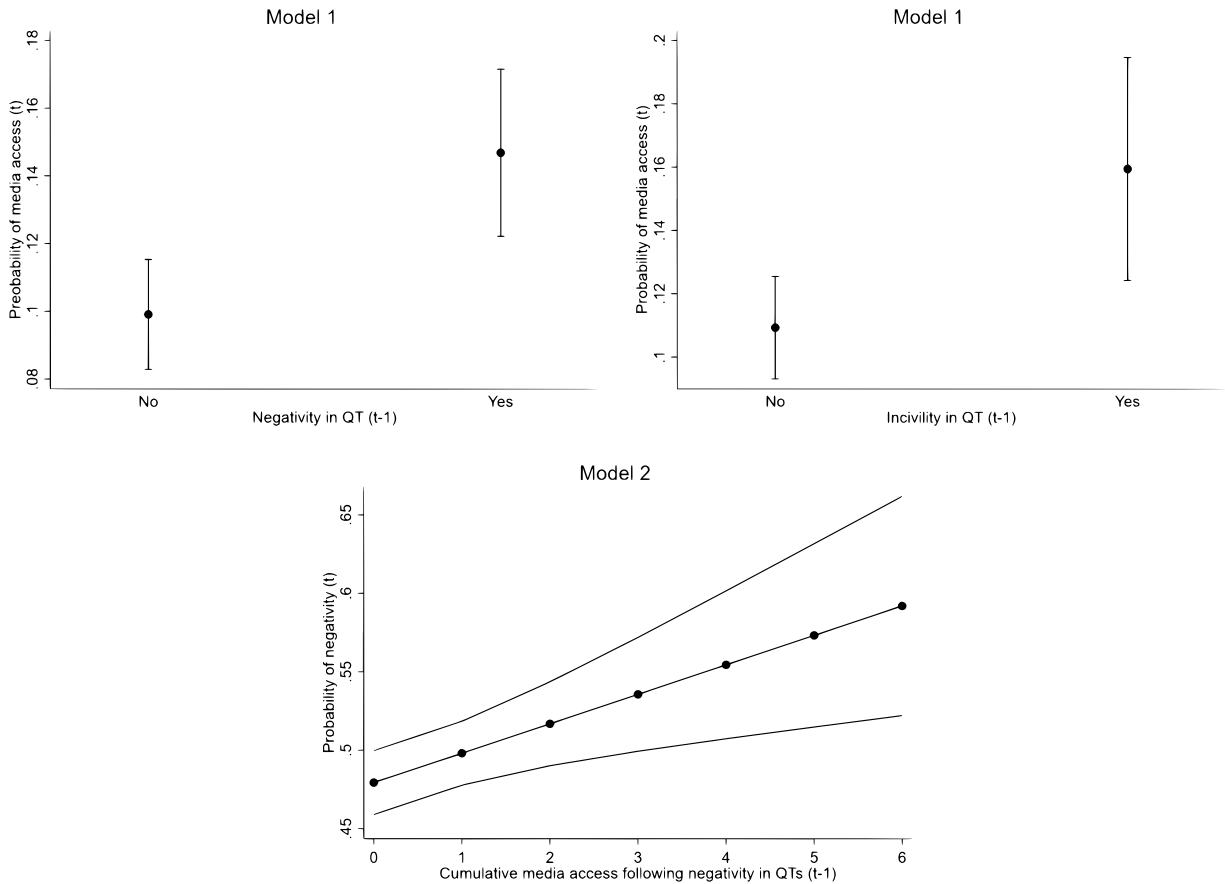 Model 1
Preobability of media access (t)
.18
.16
.14
.12
.1
.08
No
Yes
Negativity in QT (t-1)
Model 1
Probability of media access (t)
.2
.18
.16
.14
.12
.1
No
Yes
Incivility in QT (t-1)
Model 2
Probability of negativity (t)
.65
.6
.55
.5
.45
0 1 2 3 4 5 6
Cumulative media access following negativity in QTs (t-1)